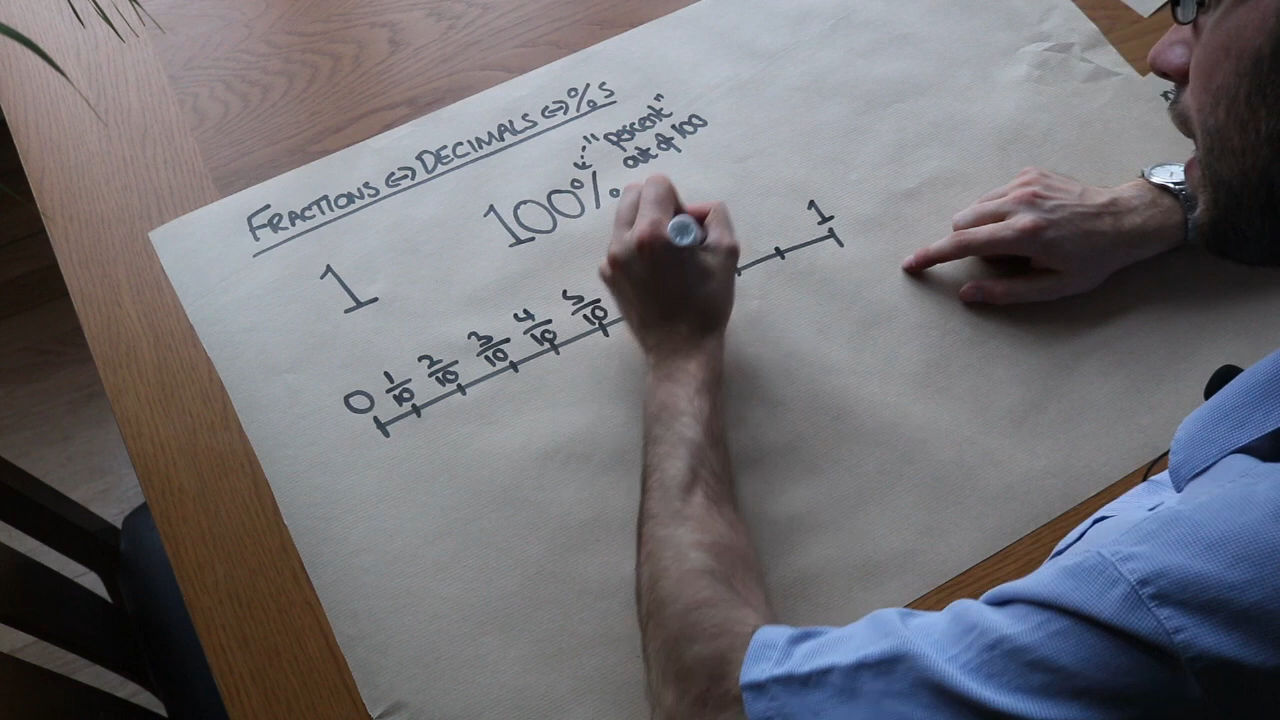 FRACTIONS ⇔ DECIMALS ⇔ %s
1
100% ⇠ "percent"
out of 100
0 1/10 2/10 3/10 4/10 5/10 1